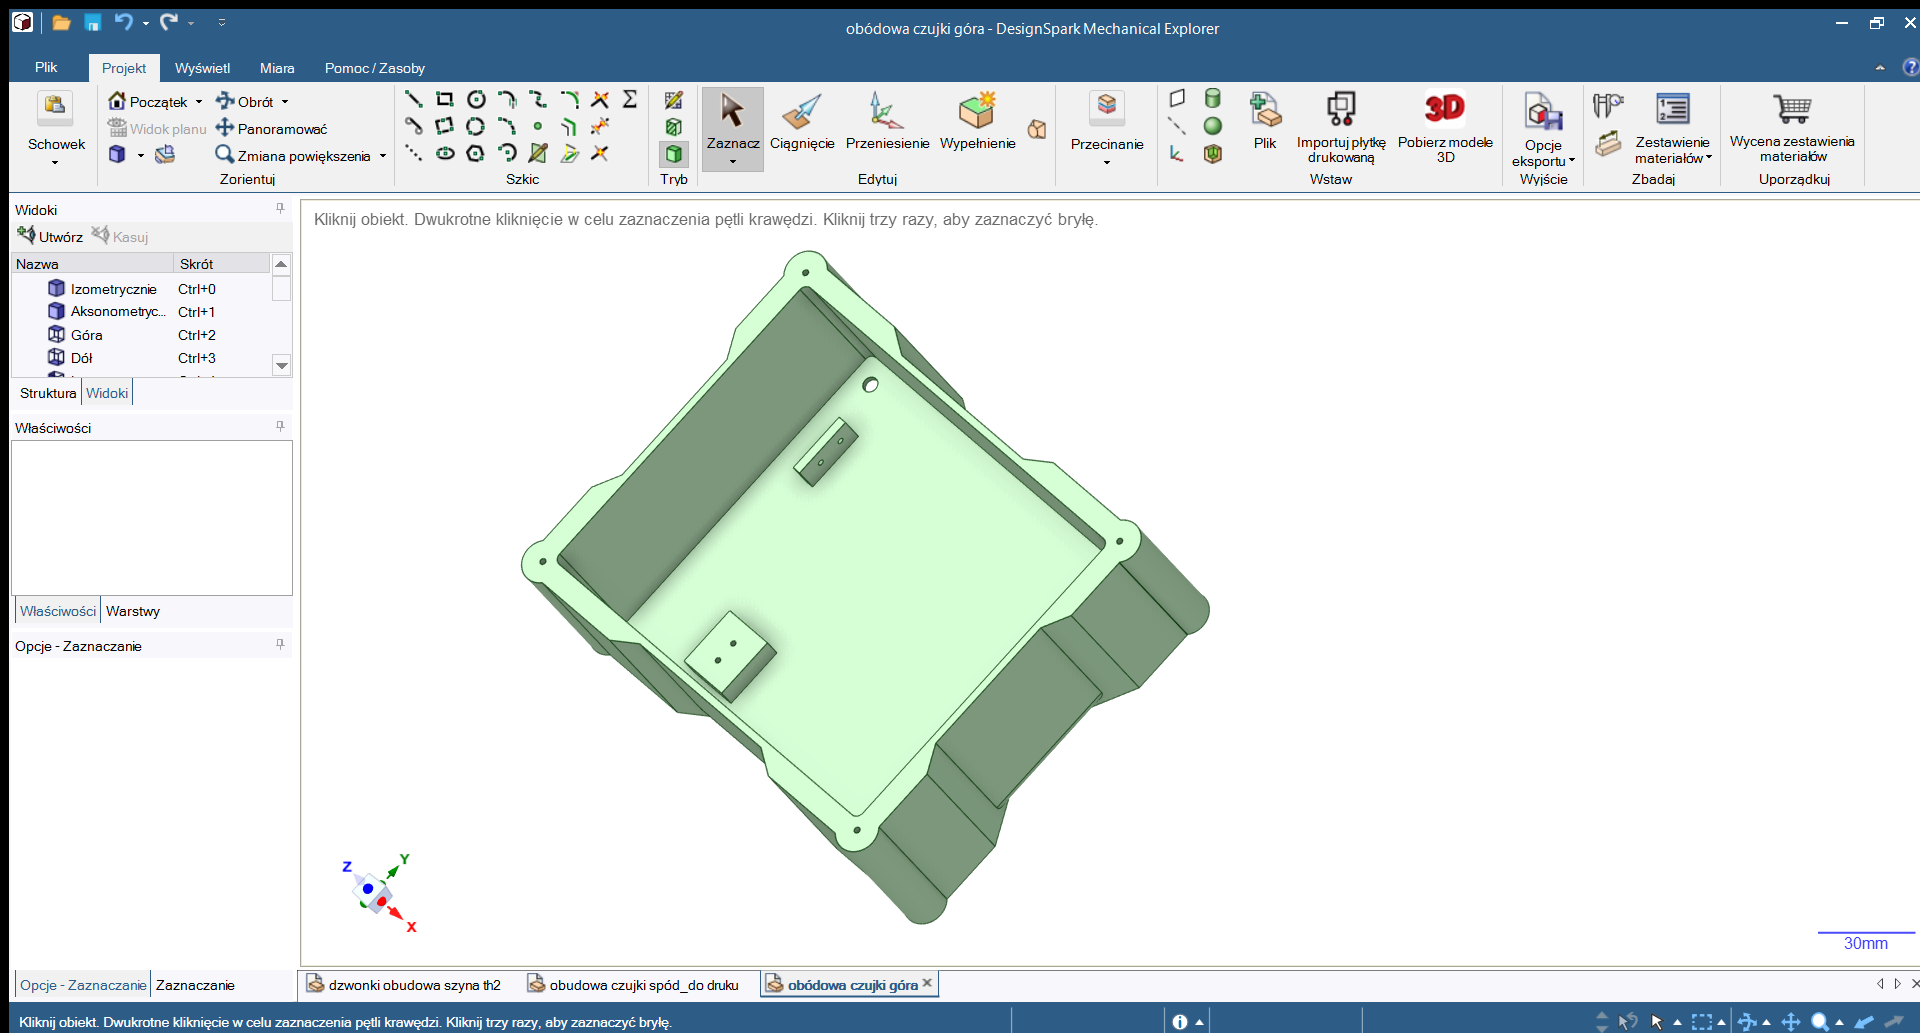 obódowa czujki góra - DesignSpark Mechanical Explorer
Plik Projekt Wyświetl Miara Pomoc / Zasoby
Schowek
Początek
Obrót
Widok planu
Panoramować
Zmiana powiększenia
Zorientuj
Szkic
Tryb
Zaznacz
Ciągnięcie
Przeniesienie
Wypełnienie
Edytuj
Przecinanie
Plik
Importuj płytkę
drukowaną
3D
Pobierz modele
3D
Wstaw
Opcje
eksportu
Wyjście
Zestawienie
materiałów
Zbadaj
Wycena zestawienia
materiałów
Uporządkuj
Widoki
Utwórz Kasuj
Nazwa Skrót
Izometrycznie Ctrl+0
Aksonometryc... Ctrl+1
Góra Ctrl+2
Dół Ctrl+3
Struktura Widoki
Właściwości
Właściwości Warstwy
Opcje - Zaznaczanie
Kliknij obiekt. Dwukrotne kliknięcie w celu zaznaczenia pętli krawędzi. Kliknij trzy razy, aby zaznaczyć bryłę.
Z Y
X
30mm
Opcje - Zaznaczanie Zaznaczanie
dzwonki obudowa szyna th2 obudowa czujki spód_do druku obódowa czujki góra
Kliknij obiekt. Dwukrotne kliknięcie w celu zaznaczenia pętli krawędzi. Kliknij trzy razy, aby zaznaczyć bryłę.